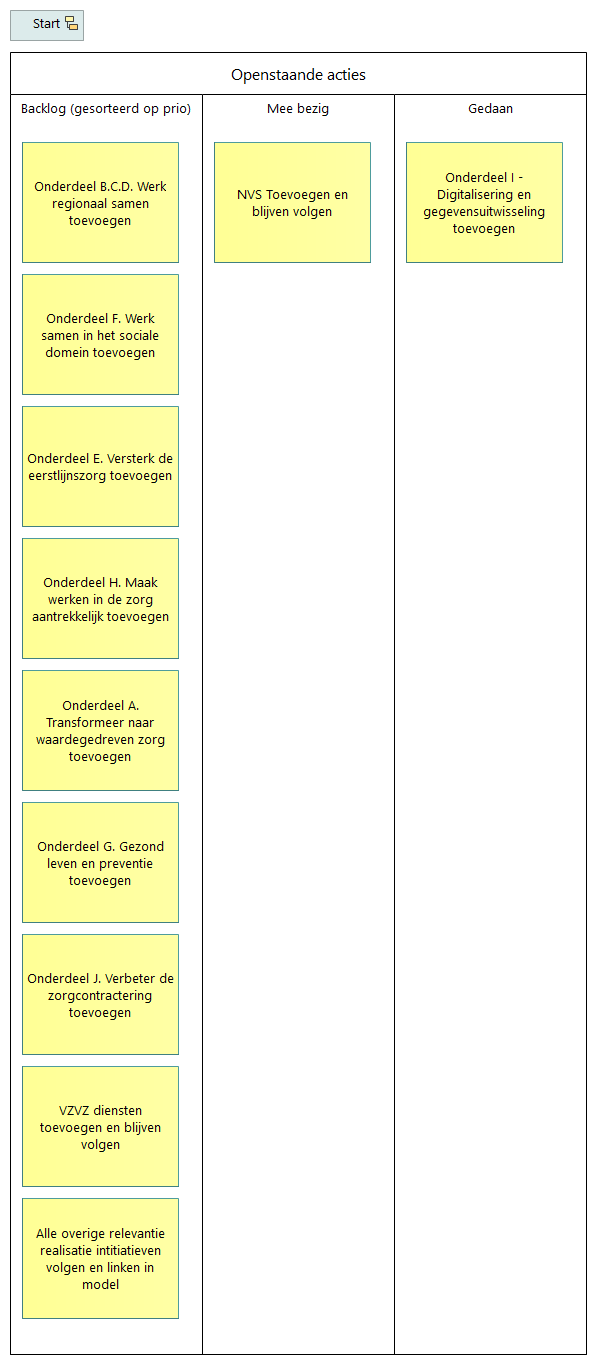 Start
Openstaande acties
Backlog (gesorteerd op prio)
Mee bezig
Gedaan
Onderdeel B.C.D. Werk
regionaal samen
toevoegen
NVS Toevoegen en
blijven volgen
Onderdeel I -
Digitalisering en
gegevensuitwisseling
toevoegen
Onderdeel F. Werk
samen in het sociale
domein toevoegen
Onderdeel E. Versterk de
eerstlijnszorg toevoegen
Onderdeel H. Maak
werken in de zorg
aantrekkelijk toevoegen
Onderdeel A.
Transformeer naar
waardegedreven zorg
toevoegen
Onderdeel G. Gezond
leven en preventie
toevoegen
Onderdeel J. Verbeter de
zorgcontractering
toevoegen
VZVZ diensten
toevoegen en blijven
volgen
Alle overige relevantie
realisatie intitiatieven
volgen en linken in
model